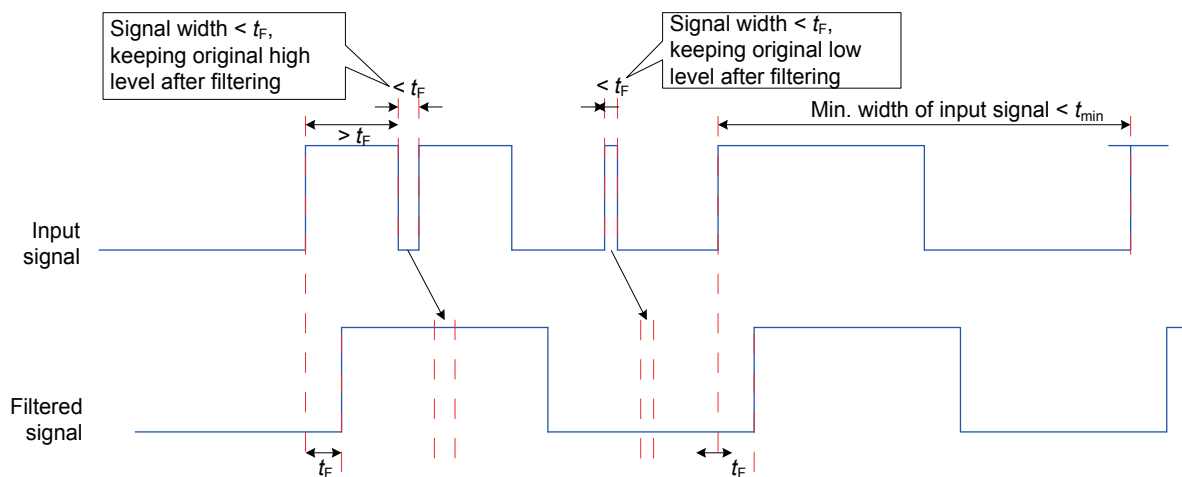 Signal width < tF,
keeping original high
level after filtering
Signal width < tF,
keeping original low
level after filtering
< tF
< tF
Min. width of input signal < tmin
> tF
Input
signal
Filtered
signal
tF
tF